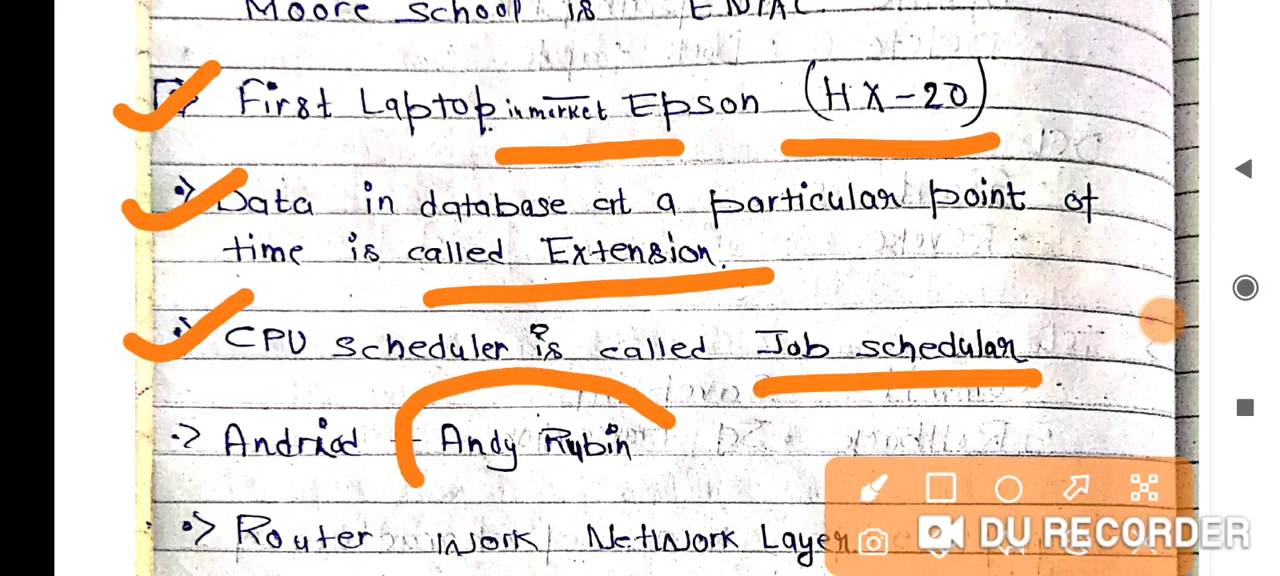 Moore School is ENIAC.
First Laptop in market Epson (HX-20)
Data in database at a particular point of
time is called Extension.
CPU scheduler is called Job schedular
Andriod - Andy Rubin
Router work Network Layer
DU RECORDER